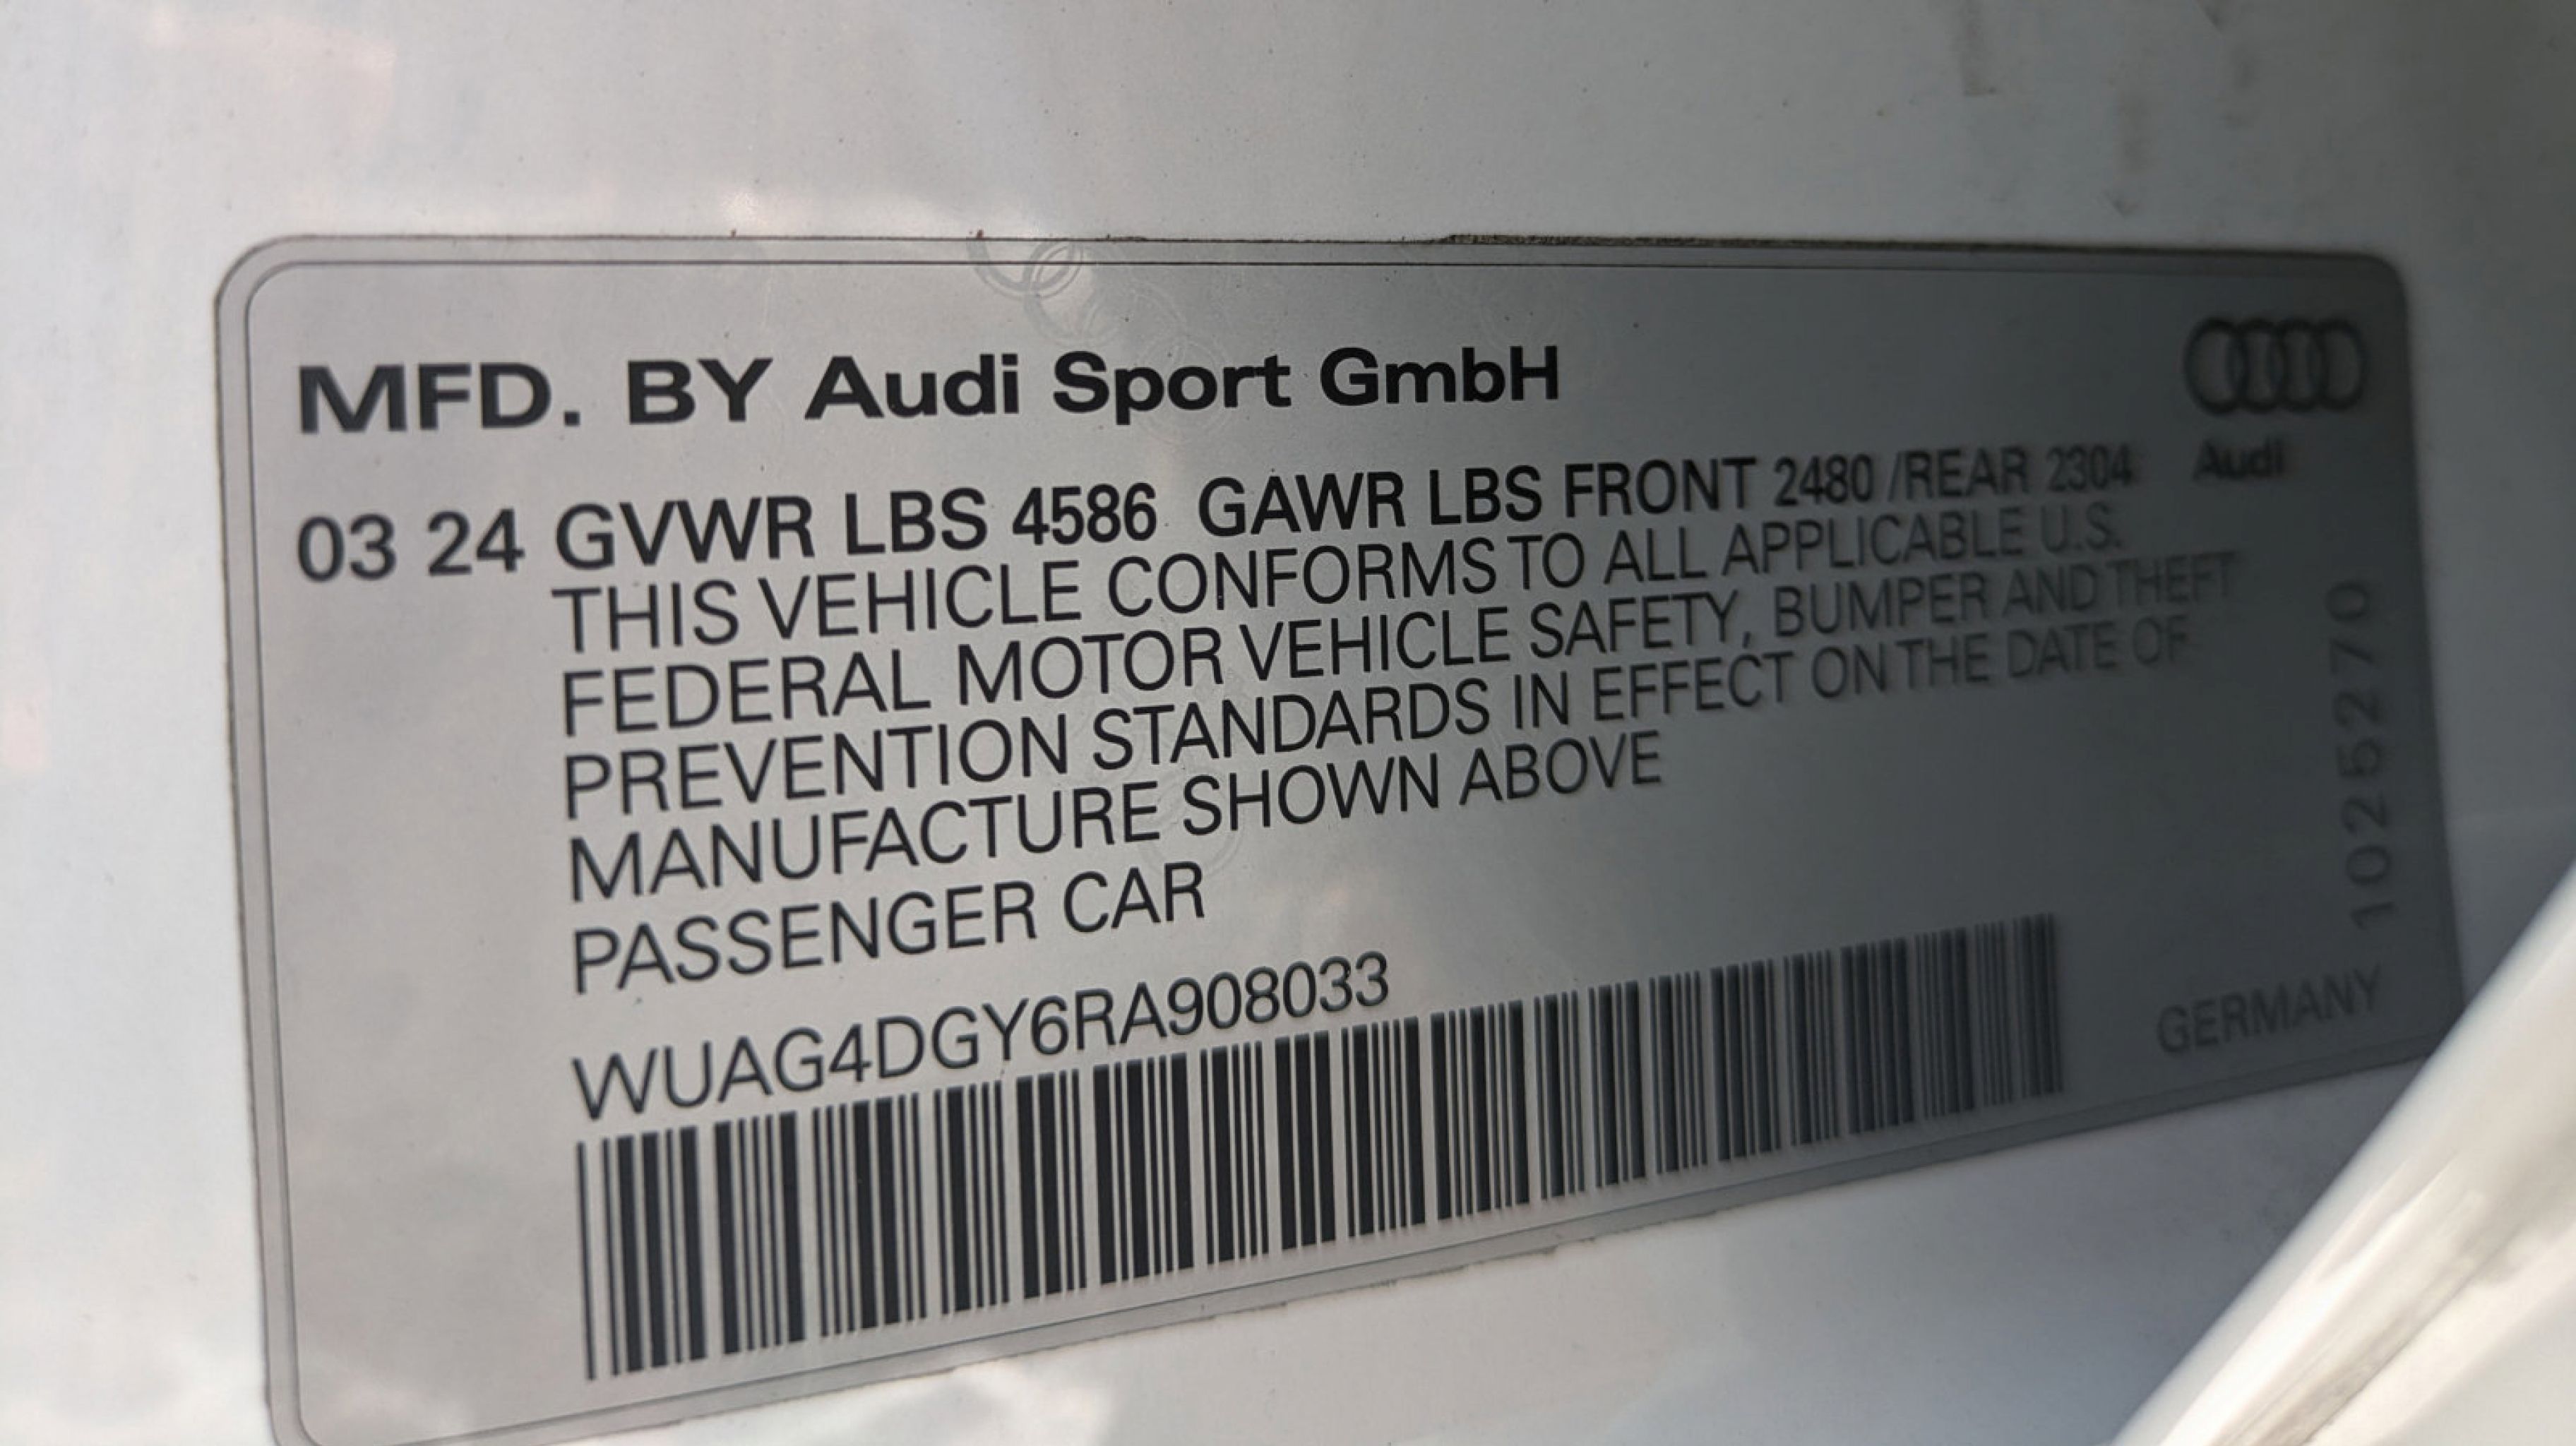 MFD. BY Audi Sport GmbH
Audi
03 24 GVWR LBS 4586 GAWR LBS FRONT 2480 /REAR 2304
THIS VEHICLE CONFORMS TO ALL APPLICABLE U.S.
FEDERAL MOTOR VEHICLE SAFETY, BUMPER AND THEFT
PREVENTION STANDARDS IN EFFECT ON THE DATE OF
MANUFACTURE SHOWN ABOVE
PASSENGER CAR
WUAG4DGY6RA908033
1025270
GERMANY